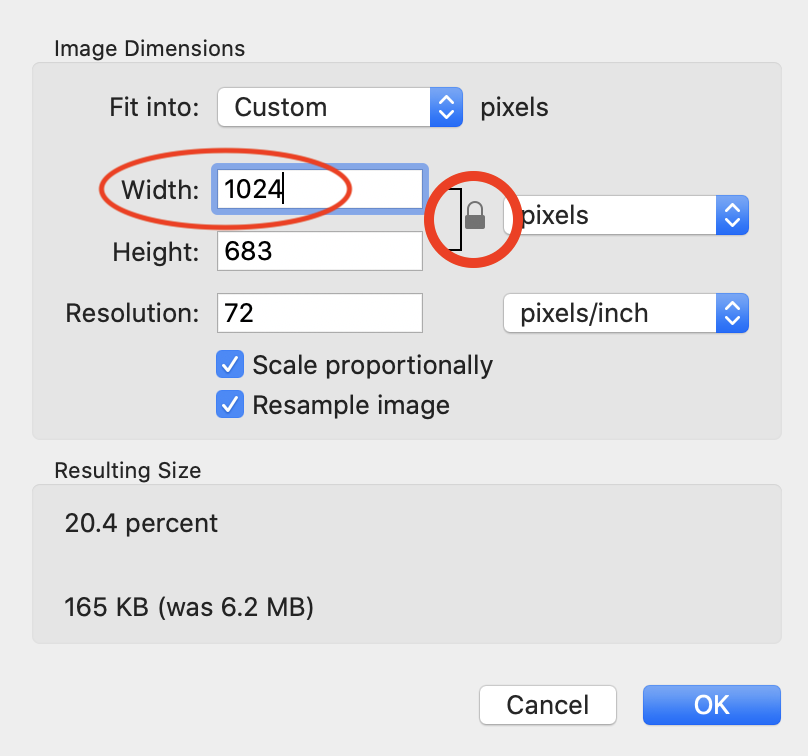 Image Dimensions
Fit into: Custom pixels
Width: 1024
pixels
Height: 683
Resolution: 72 pixels/inch
Scale proportionally
Resample image
Resulting Size
20.4 percent
165 KB (was 6.2 MB)
Cancel OK